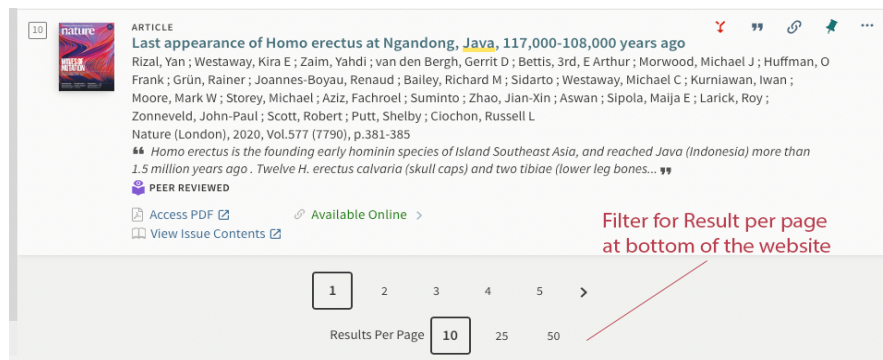 10
ARTICLE
Last appearance of Homo erectus at Ngandong, Java, 117,000-108,000 years ago
nature
Rizal, Yan ; Westaway, Kira E ; Zaim, Yahdi ; van den Bergh, Gerrit D ; Bettis, 3rd, E Arthur ; Morwood, Michael J ; Huffman, O
Frank ; Grün, Rainer ; Joannes-Boyau, Renaud ; Bailey, Richard M ; Sidarto ; Westaway, Michael C ; Kurniawan, Iwan ;
Moore, Mark W ; Storey, Michael ; Aziz, Fachroel ; Suminto ; Zhao, Jian-Xin ; Aswan ; Sipola, Maija E ; Larick, Roy ;
Zonneveld, John-Paul ; Scott, Robert ; Putt, Shelby ; Ciochon, Russell L
Nature (London), 2020, Vol.577 (7790), p.381-385
❝ Homo erectus is the founding early hominin species of Island Southeast Asia, and reached Java (Indonesia) more than
1.5 million years ago . Twelve H. erectus calvaria (skull caps) and two tibiae (lower leg bones... ❞
PEER REVIEWED
Access PDF
Available Online >
View Issue Contents
Filter for Result per page
at bottom of the website
1 2 3 4 5 >
Results Per Page 10 25 50